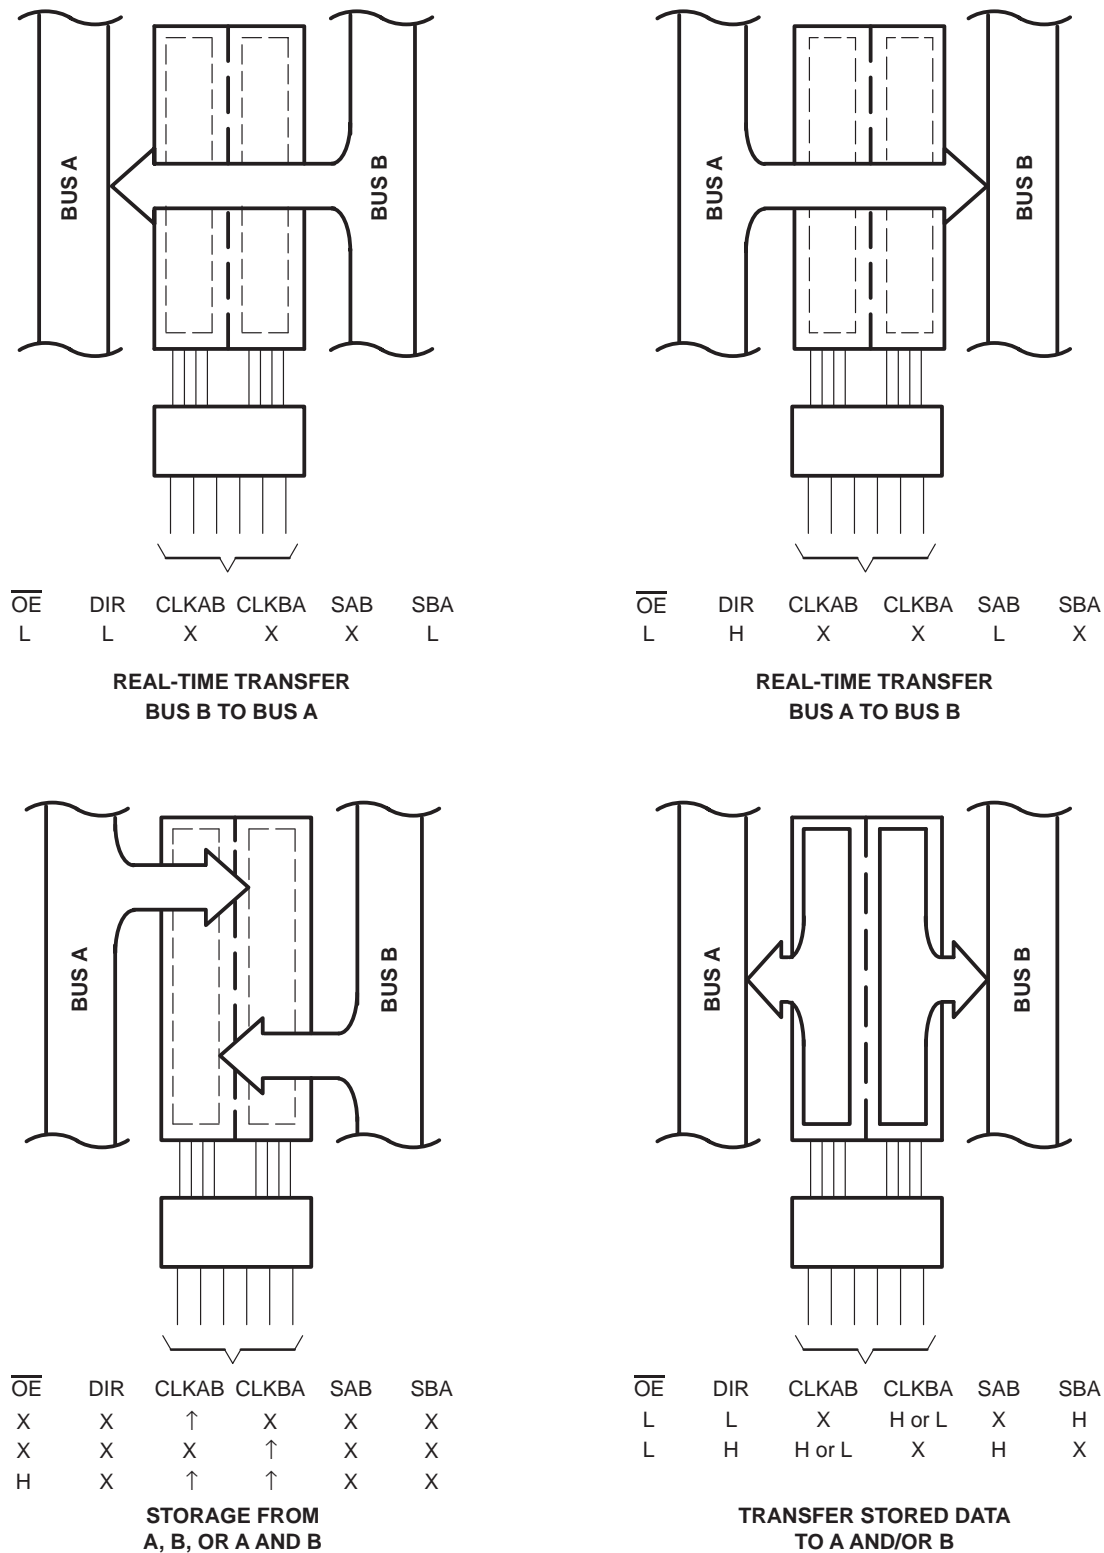 BUS A
BUS B
OE DIR CLKAB CLKBA SAB SBA
L L X X X L
REAL-TIME TRANSFER
BUS B TO BUS A
BUS A
BUS B
OE DIR CLKAB CLKBA SAB SBA
L H X X L X
REAL-TIME TRANSFER
BUS A TO BUS B
BUS A
BUS B
OE DIR CLKAB CLKBA SAB SBA
X X ↑ X X X
X X X ↑ X X
H X ↑ ↑ X X
STORAGE FROM
A, B, OR A AND B
BUS A
BUS B
OE DIR CLKAB CLKBA SAB SBA
L L X H or L X H
L H H or L X H X
TRANSFER STORED DATA
TO A AND/OR B